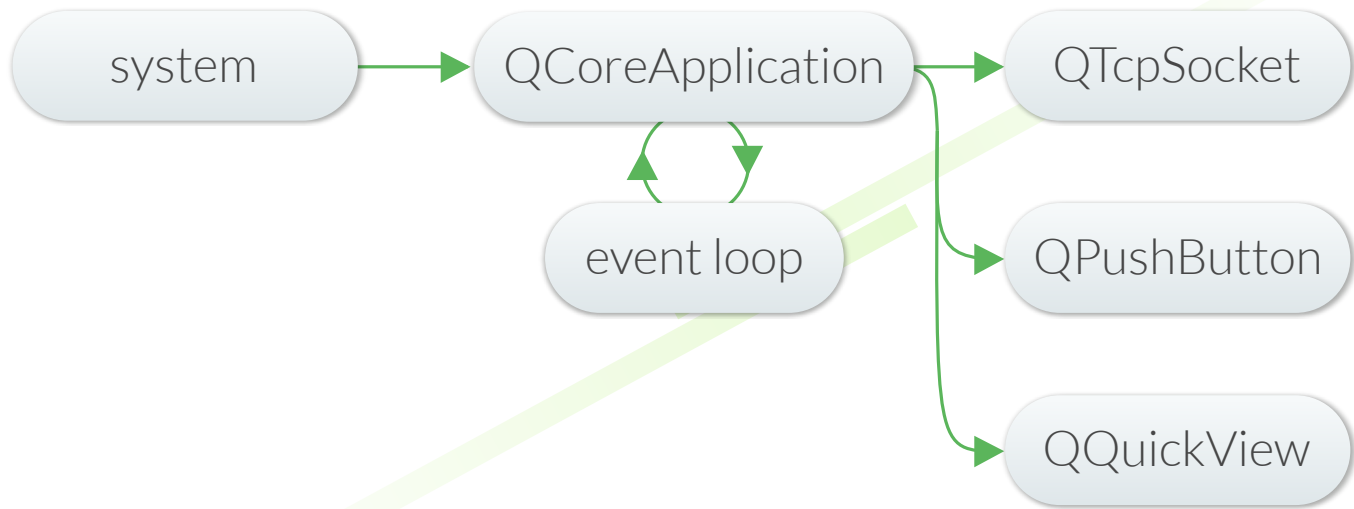 system
QCoreApplication
QTcpSocket
event loop
QPushButton
QQuickView